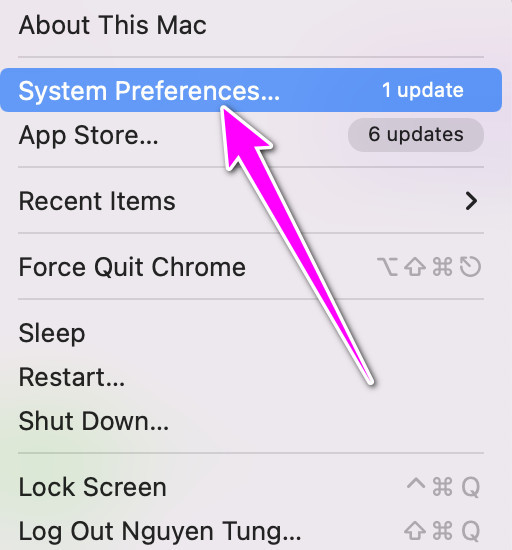 About This Mac
System Preferences... 1 update
App Store... 6 updates
Recent Items
Force Quit Chrome ⌥⇧⌘⎋
Sleep
Restart...
Shut Down...
Lock Screen ^⌘Q
Log Out Nguyen Tung... ⇧⌘Q